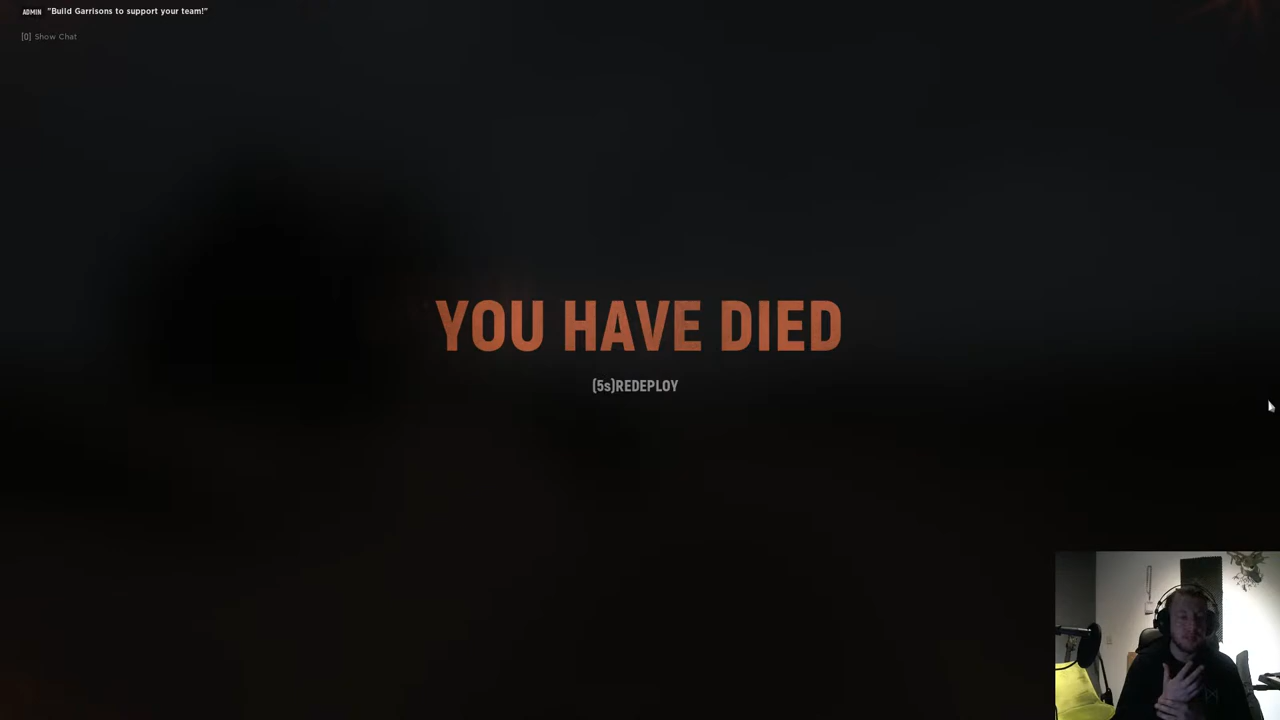 ADMIN "Build Garrisons to support your team!"
[0] Show Chat
YOU HAVE DIED
(5s)REDEPLOY